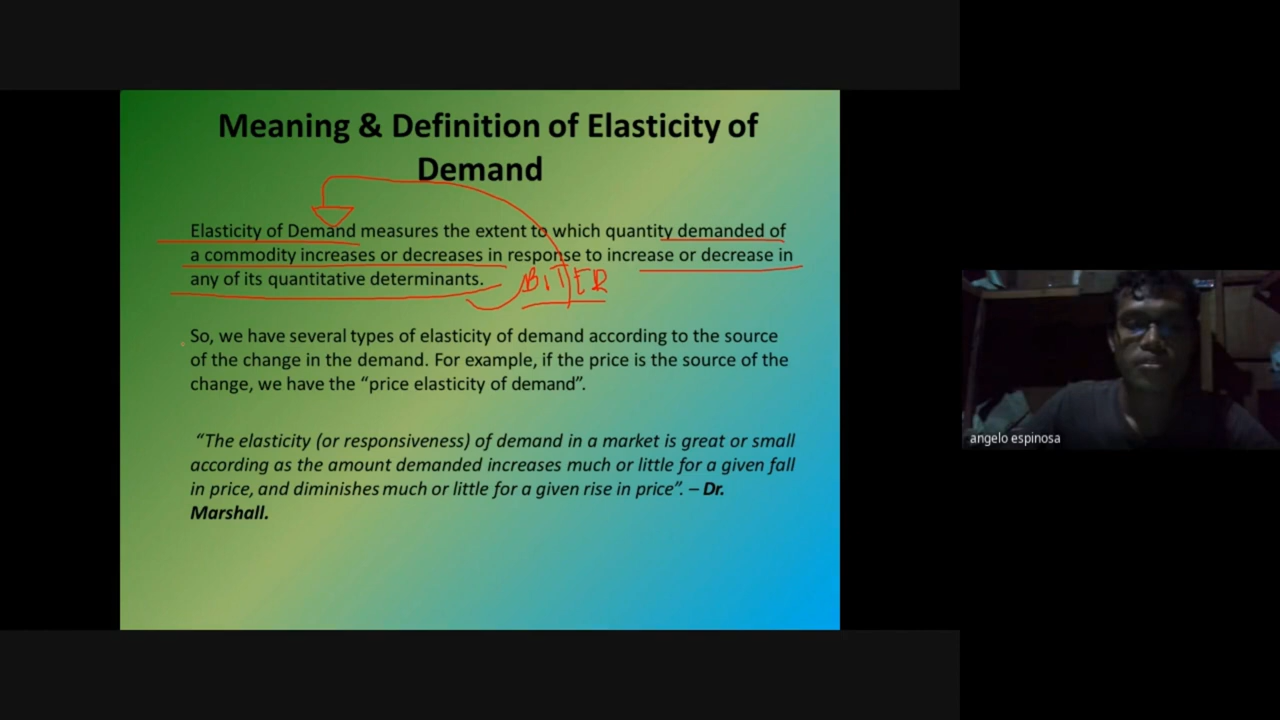 Meaning & Definition of Elasticity of
Demand
Elasticity of Demand measures the extent to which quantity demanded of
a commodity increases or decreases in response to increase or decrease in
any of its quantitative determinants.
BITER
So, we have several types of elasticity of demand according to the source
of the change in the demand. For example, if the price is the source of the
change, we have the “price elasticity of demand”.
“The elasticity (or responsiveness) of demand in a market is great or small
according as the amount demanded increases much or little for a given fall
in price, and diminishes much or little for a given rise in price”. – Dr.
Marshall.
angelo espinosa